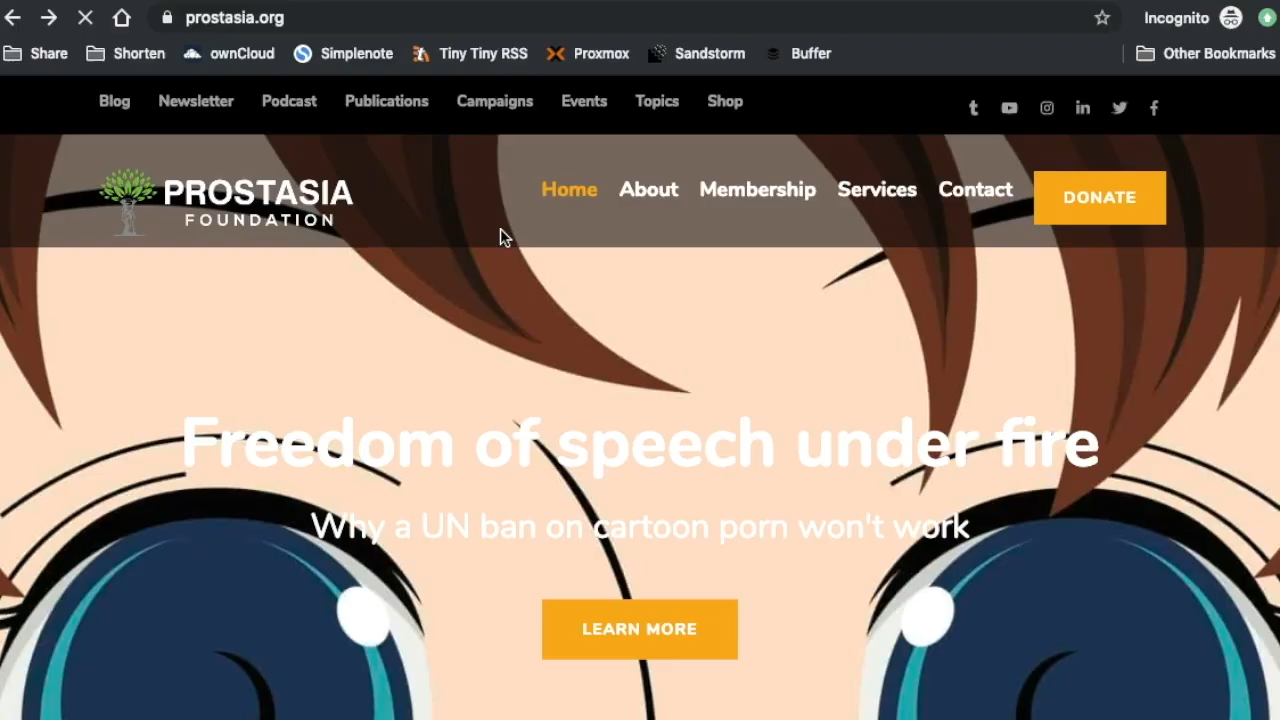 prostasia.org
Incognito
Share Shorten ownCloud Simplenote Tiny Tiny RSS Proxmox Sandstorm Buffer Other Bookmarks
Blog Newsletter Podcast Publications Campaigns Events Topics Shop
PROSTASIA
FOUNDATION
Home About Membership Services Contact DONATE
Freedom of speech under fire
Why a UN ban on cartoon porn won't work
LEARN MORE